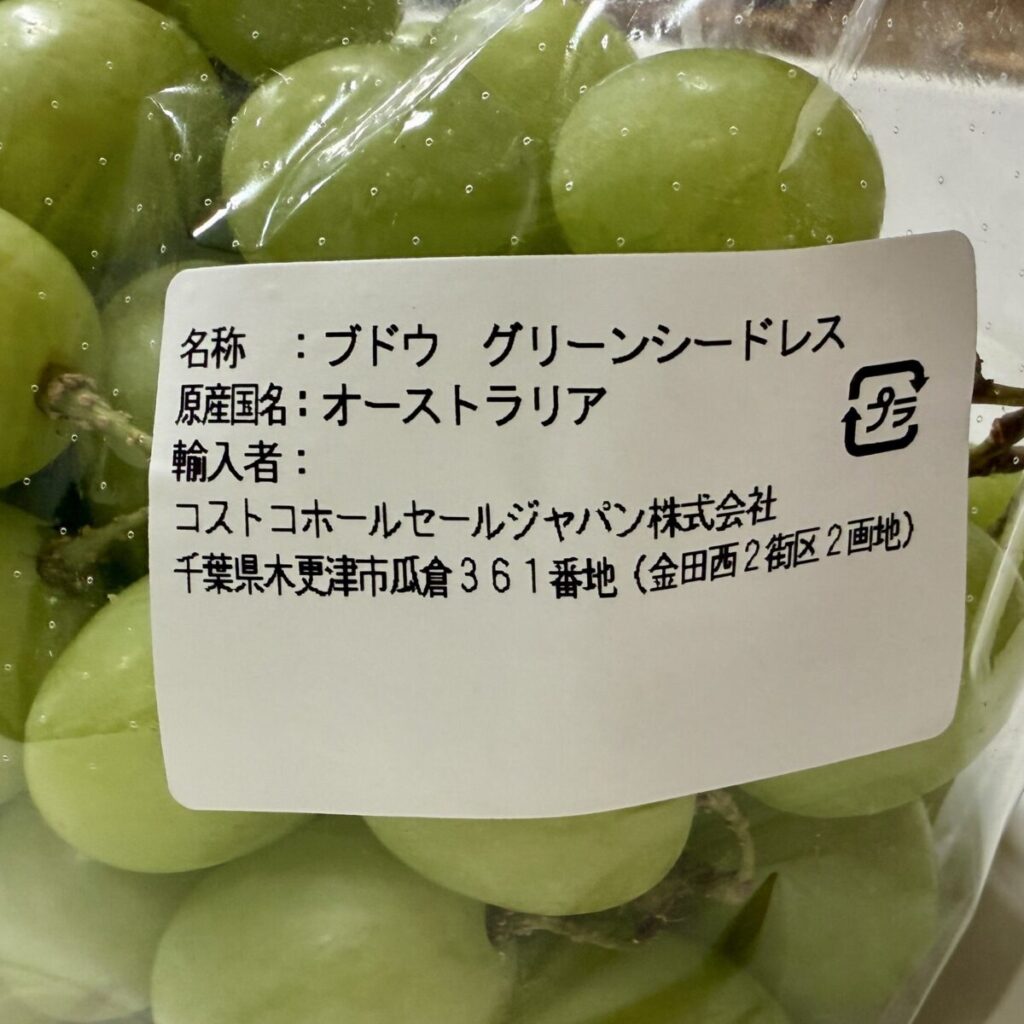 名称　：ブドウ　グリーンシードレス
原産国名：オーストラリア
プラ
輸入者：
コストコホールセールジャパン株式会社
千葉県木更津市瓜倉３６１番地（金田西２街区２画地）